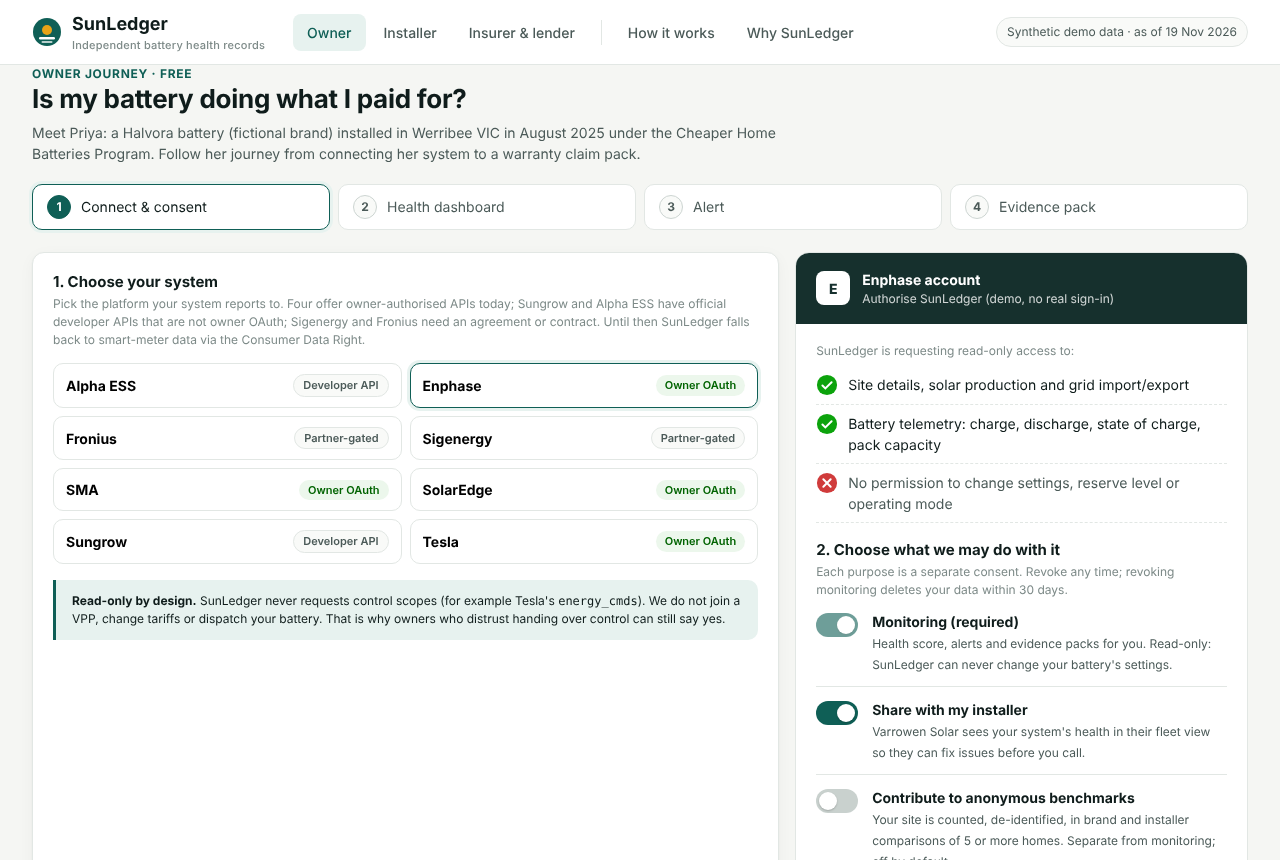 SunLedger
Independent battery health records
Owner
Installer
Insurer & lender
How it works
Why SunLedger
Synthetic demo data · as of 19 Nov 2026
OWNER JOURNEY · FREE
Is my battery doing what I paid for?
Meet Priya: a Halvora battery (fictional brand) installed in Werribee VIC in August 2025 under the Cheaper Home
Batteries Program. Follow her journey from connecting her system to a warranty claim pack.
1 Connect & consent
2 Health dashboard
3 Alert
4 Evidence pack
1. Choose your system
Pick the platform your system reports to. Four offer owner-authorised APIs today; Sungrow and Alpha ESS have official
developer APIs that are not owner OAuth; Sigenergy and Fronius need an agreement or contract. Until then SunLedger falls
back to smart-meter data via the Consumer Data Right.
Alpha ESS Developer API
Enphase Owner OAuth
Fronius Partner-gated
Sigenergy Partner-gated
SMA Owner OAuth
SolarEdge Owner OAuth
Sungrow Developer API
Tesla Owner OAuth
Read-only by design. SunLedger never requests control scopes (for example Tesla's energy_cmds). We do not join a
VPP, change tariffs or dispatch your battery. That is why owners who distrust handing over control can still say yes.
E
Enphase account
Authorise SunLedger (demo, no real sign-in)
SunLedger is requesting read-only access to:
Site details, solar production and grid import/export
Battery telemetry: charge, discharge, state of charge,
pack capacity
No permission to change settings, reserve level or
operating mode
2. Choose what we may do with it
Each purpose is a separate consent. Revoke any time; revoking
monitoring deletes your data within 30 days.
Monitoring (required)
Health score, alerts and evidence packs for you. Read-only:
SunLedger can never change your battery's settings.
Share with my installer
Varrowen Solar sees your system's health in their fleet view
so they can fix issues before you call.
Contribute to anonymous benchmarks
Your site is counted, de-identified, in brand and installer
comparisons of 5 or more homes. Separate from monitoring;